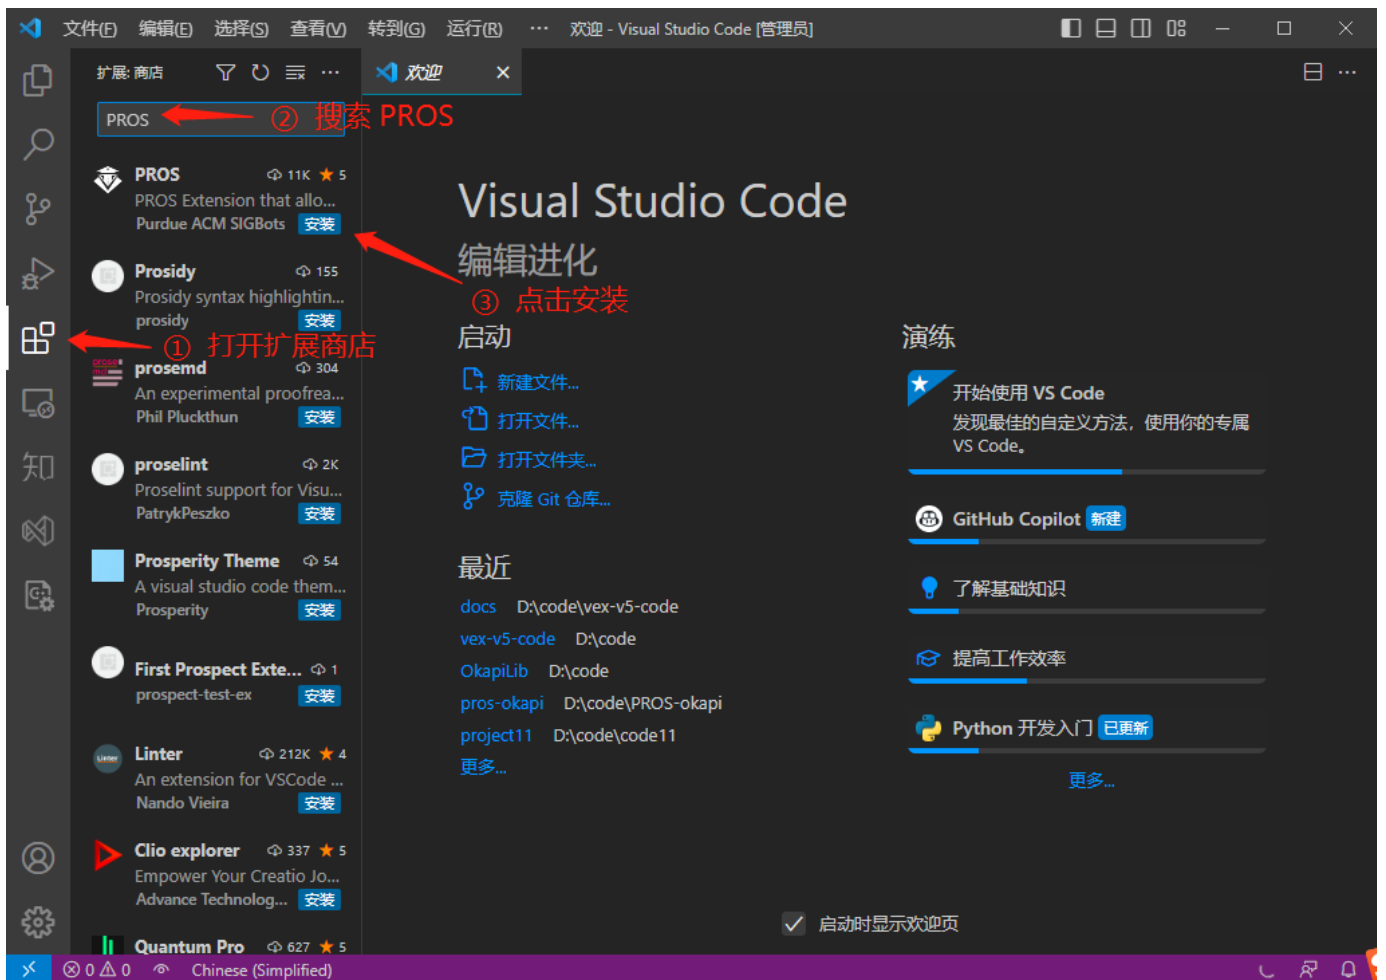 文件(F) 编辑(E) 选择(S) 查看(V) 转到(G) 运行(R) ··· 欢迎 - Visual Studio Code [管理员]
扩展: 商店 ···
欢迎
PROS
② 搜索 PROS
PROS 11K ★ 5
PROS Extension that allo...
Purdue ACM SIGBots 安装
Prosidy 155
Prosidy syntax highlightin...
prosidy 安装
③ 点击安装
① 打开扩展商店
prosemd 304
An experimental proofrea...
Phil Pluckthun 安装
proselint 2K
Proselint support for Visu...
PatrykPeszko 安装
Prosperity Theme 54
A visual studio code them...
Prosperity 安装
First Prospect Exte... 1
prospect-test-ex 安装
Linter
Linter 212K ★ 4
An extension for VSCode ...
Nando Vieira 安装
Clio explorer 337 ★ 5
Empower Your Creatio Jo...
Advance Technolog... 安装
Quantum Pro 627 ★ 5
知
Visual Studio Code
编辑进化
启动
新建文件...
打开文件...
打开文件夹...
克隆 Git 仓库...
最近
docs D:\code\vex-v5-code
vex-v5-code D:\code
OkapiLib D:\code
pros-okapi D:\code\PROS-okapi
project11 D:\code\code11
更多...
演练
开始使用 VS Code
发现最佳的自定义方法，使用你的专属
VS Code。
GitHub Copilot 新建
了解基础知识
提高工作效率
Python 开发入门 已更新
更多...
启动时显示欢迎页
0 0 Chinese (Simplified)